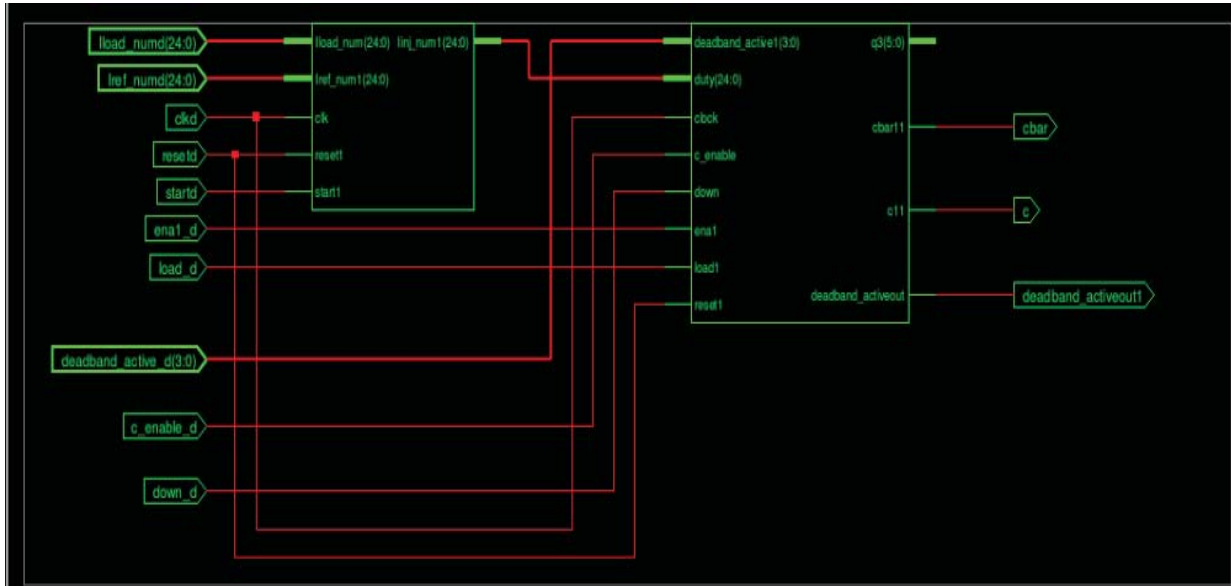 Iload_numd(24:0)
Iref_numd(24:0)
clkd
resetd
startd
ena1_d
load_d
deadband_active_d(3:0)
c_enable_d
down_d
Iload_num(24:0) Iinj_num1(24:0)
Iref_num1(24:0)
clk
reset1
start1
deadband_active1(3:0) q3(5:0)
duty(24:0)
clock
cbar11
c_enable
down
c11
ena1
load1
deadband_activeout
reset1
cbar
c
deadband_activeout1